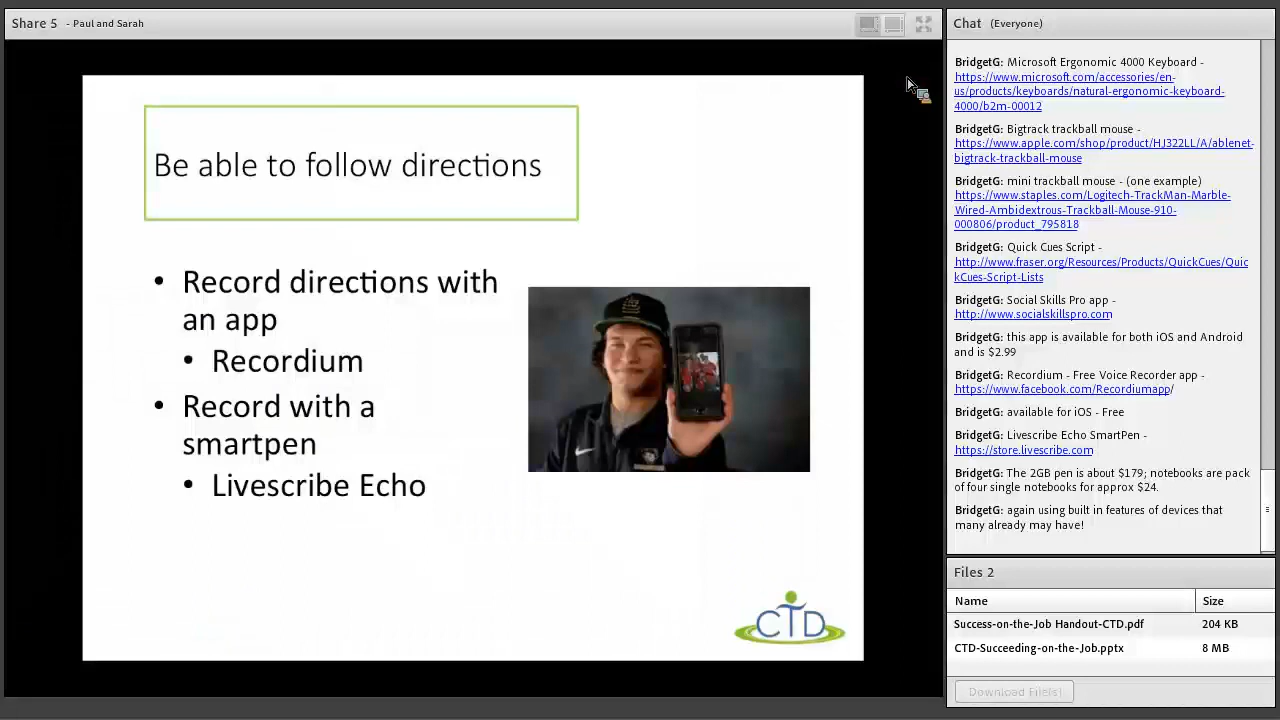 Share 5 - Paul and Sarah
Be able to follow directions
• Record directions with
an app
• Recordium
• Record with a
smartpen
• Livescribe Echo
CTD
Chat (Everyone)
BridgetG: Microsoft Ergonomic 4000 Keyboard -
https://www.microsoft.com/accessories/en-
us/products/keyboards/natural-ergonomic-keyboard-
4000/b2m-00012
BridgetG: Bigtrack trackball mouse -
https://www.apple.com/shop/product/HJ322LL/A/ablenet-
bigtrack-trackball-mouse
BridgetG: mini trackball mouse - (one example)
https://www.staples.com/Logitech-TrackMan-Marble-
Wired-Ambidextrous-Trackball-Mouse-910-
000806/product_795818
BridgetG: Quick Cues Script -
http://www.fraser.org/Resources/Products/QuickCues/Quic
kCues-Script-Lists
BridgetG: Social Skills Pro app -
http://www.socialskillspro.com
BridgetG: this app is available for both iOS and Android
and is $2.99
BridgetG: Recordium - Free Voice Recorder app -
https://www.facebook.com/Recordiumapp/
BridgetG: available for iOS - Free
BridgetG: Livescribe Echo SmartPen -
https://store.livescribe.com
BridgetG: The 2GB pen is about $179; notebooks are pack
of four single notebooks for approx $24.
BridgetG: again using built in features of devices that
many already may have!
Files 2
Name Size
Success-on-the-Job Handout-CTD.pdf 204 KB
CTD-Succeeding-on-the-Job.pptx 8 MB
Download File(s)